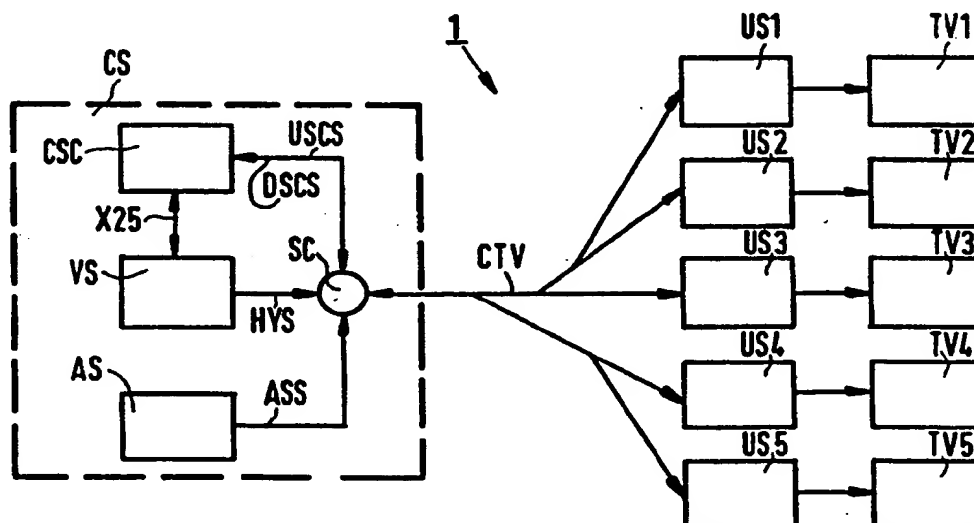 1
CS
CSC
USCS
DSCS
X25
VS
SC
HYS
AS
ASS
CTV
US1
TV1
US2
TV2
US3
TV3
US4
TV4
US5
TV5